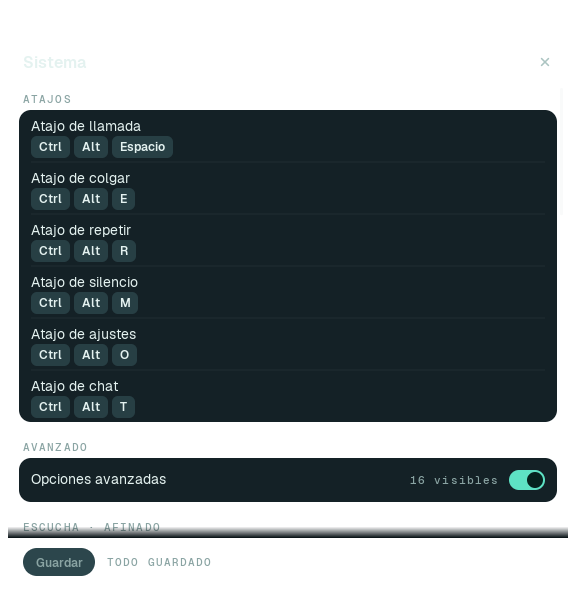 Sistema ✕
ATAJOS
Atajo de llamada
Ctrl Alt Espacio
Atajo de colgar
Ctrl Alt E
Atajo de repetir
Ctrl Alt R
Atajo de silencio
Ctrl Alt M
Atajo de ajustes
Ctrl Alt O
Atajo de chat
Ctrl Alt T
AVANZADO
Opciones avanzadas 16 visibles
ESCUCHA · AFINADO
Guardar TODO GUARDADO